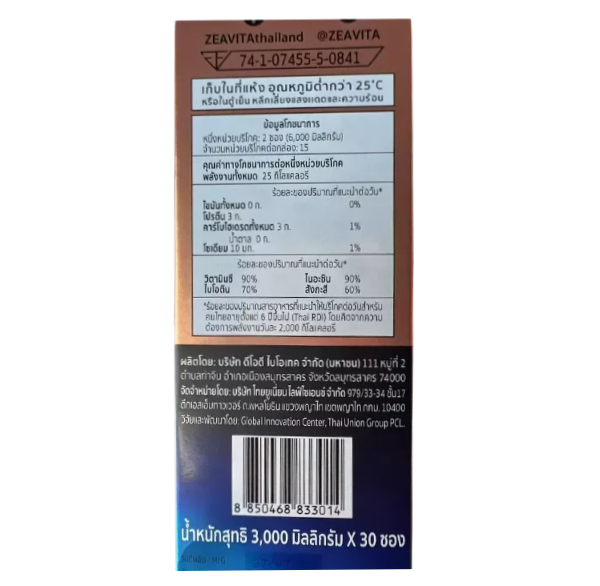 ZEAVITAthailand @ZEAVITA
74-1-07455-5-0841
เก็บในที่แห้ง อุณหภูมิต่ำกว่า 25°C
หรือในตู้เย็น หลีกเลี่ยงแสงแดดและความร้อน
ข้อมูลโภชนาการ
หนึ่งหน่วยบริโภค: 2 ซอง (6,000 มิลลิกรัม)
จำนวนหน่วยบริโภคต่อกล่อง: 15
คุณค่าทางโภชนาการต่อหนึ่งหน่วยบริโภค
พลังงานทั้งหมด 25 กิโลแคลอรี
ร้อยละของปริมาณที่แนะนำต่อวัน*
ไขมันทั้งหมด 0 ก. 0%
โปรตีน 3 ก.
คาร์โบไฮเดรตทั้งหมด 3 ก. 1%
น้ำตาล 0 ก.
โซเดียม 10 มก. 1%
ร้อยละของปริมาณที่แนะนำต่อวัน*
วิตามินซี 90% ไนอะซิน 90%
ไบโอติน 70% สังกะสี 60%
*ร้อยละของปริมาณสารอาหารที่แนะนำให้บริโภคต่อวันสำหรับ
คนไทยอายุตั้งแต่ 6 ปีขึ้นไป (Thai RDI) โดยคิดจากความ
ต้องการพลังงานวันละ 2,000 กิโลแคลอรี
ผลิตโดย: บริษัท ดีโอดี ไบโอเทค จำกัด (มหาชน) 111 หมู่ที่ 2
ตำบลท่าจีน อำเภอเมืองสมุทรสาคร จังหวัดสมุทรสาคร 74000
จัดจำหน่ายโดย: บริษัท ไทยยูเนี่ยน ไลฟ์ไซเอนซ์ จำกัด 979/33-34 ชั้น17
ตึกเอสเอ็มทาวเวอร์ ถ.พหลโยธิน แขวงพญาไท เขตพญาไท กทม. 10400
วิจัยและพัฒนาโดย: Global Innovation Center, Thai Union Group PCL.
8 850468 833014
น้ำหนักสุทธิ 3,000 มิลลิกรัม X 30 ซอง